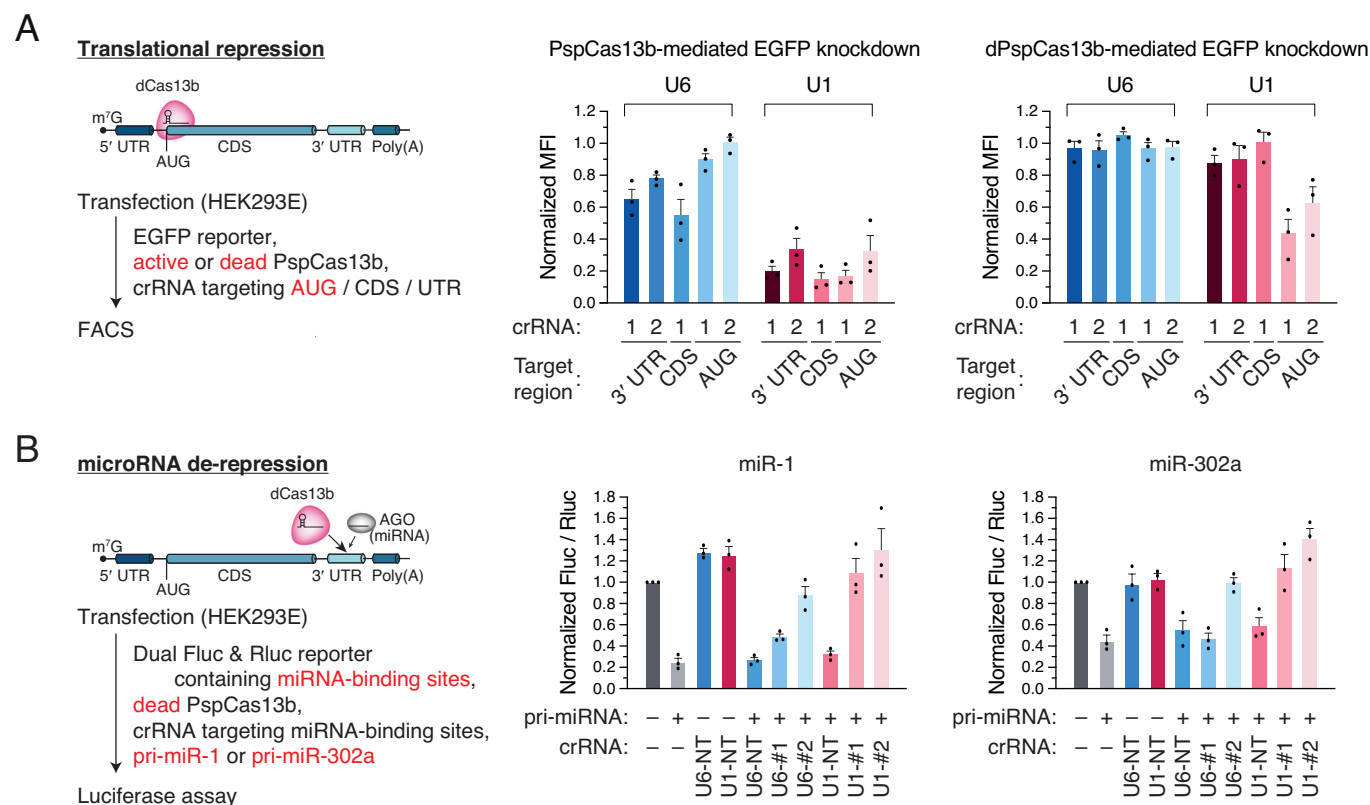 A
Translational repression
dCas13b
m⁷G
5′ UTR
AUG
CDS
3′ UTR
Poly(A)
Transfection (HEK293E)
EGFP reporter,
active or dead PspCas13b,
crRNA targeting AUG / CDS / UTR
FACS
PspCas13b-mediated EGFP knockdown
U6
U1
Normalized MFI
1.2
1.0
0.8
0.6
0.4
0.2
0.0
crRNA: 1 2 1 1 2 1 2 1 1 2
Target region: 3′ UTR CDS AUG 3′ UTR CDS AUG
dPspCas13b-mediated EGFP knockdown
U6
U1
Normalized MFI
1.2
1.0
0.8
0.6
0.4
0.2
0.0
crRNA: 1 2 1 1 2 1 2 1 1 2
Target region: 3′ UTR CDS AUG 3′ UTR CDS AUG
B
microRNA de-repression
dCas13b
AGO
(miRNA)
m⁷G
5′ UTR
AUG
CDS
3′ UTR
Poly(A)
Transfection (HEK293E)
Dual Fluc & Rluc reporter
containing miRNA-binding sites,
dead PspCas13b,
crRNA targeting miRNA-binding sites,
pri-miR-1 or pri-miR-302a
Luciferase assay
miR-1
Normalized Fluc / Rluc
1.8
1.6
1.4
1.2
1.0
0.8
0.6
0.4
0.2
0.0
pri-miRNA: – + – – + + + + + +
crRNA: – – U6-NT U1-NT U6-NT U6-#1 U6-#2 U1-NT U1-#1 U1-#2
miR-302a
Normalized Fluc / Rluc
1.8
1.6
1.4
1.2
1.0
0.8
0.6
0.4
0.2
0.0
pri-miRNA: – + – – + + + + + +
crRNA: – – U6-NT U1-NT U6-NT U6-#1 U6-#2 U1-NT U1-#1 U1-#2